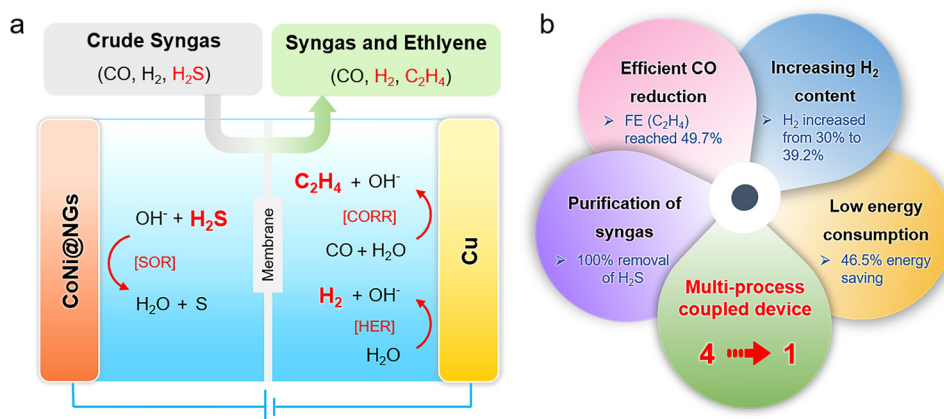 a
Crude Syngas
(CO, H₂, H₂S)
Syngas and Ethlyene
(CO, H₂, C₂H₄)
CoNi@NGs
OH⁻ + H₂S
[SOR]
H₂O + S
Membrane
C₂H₄ + OH⁻
[CORR]
CO + H₂O
H₂ + OH⁻
[HER]
H₂O
Cu
b
Efficient CO
reduction
➢ FE (C₂H₄)
reached 49.7%
Increasing H₂
content
➢ H₂ increased
from 30% to
39.2%
Purification of
syngas
➢ 100% removal
of H₂S
Low energy
consumption
➢ 46.5% energy
saving
Multi-process
coupled device
4 → 1